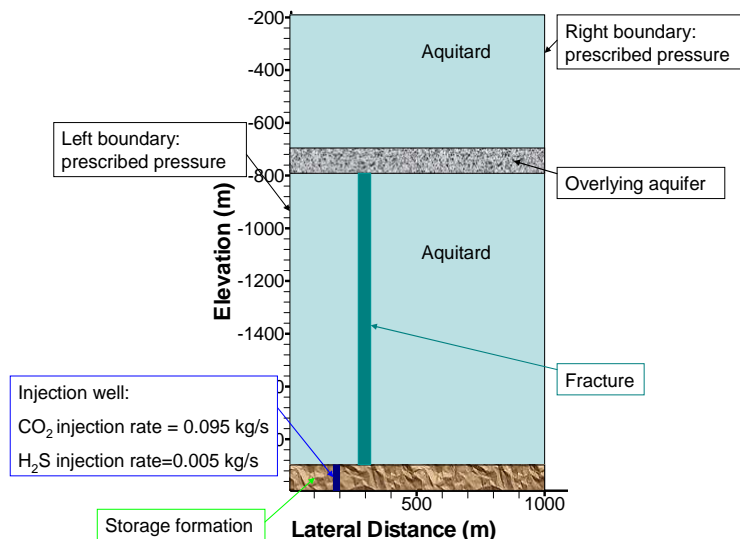 -200
Aquitard
Right boundary:
prescribed pressure
-400
Left boundary:
prescribed pressure
-600
Overlying aquifer
-800
Elevation (m)
-1000
Aquitard
-1200
-1400
Fracture
Injection well:
CO2 injection rate = 0.095 kg/s
H2S injection rate=0.005 kg/s
Storage formation
500
1000
Lateral Distance (m)